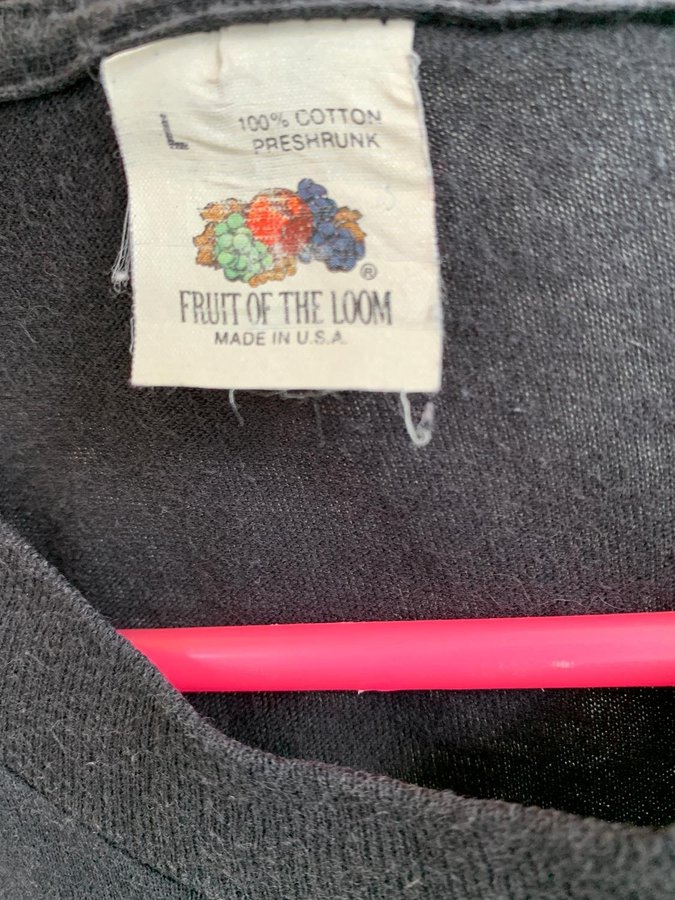 L
100% COTTON
PRESHRUNK
®
FRUIT OF THE LOOM
MADE IN U.S.A.